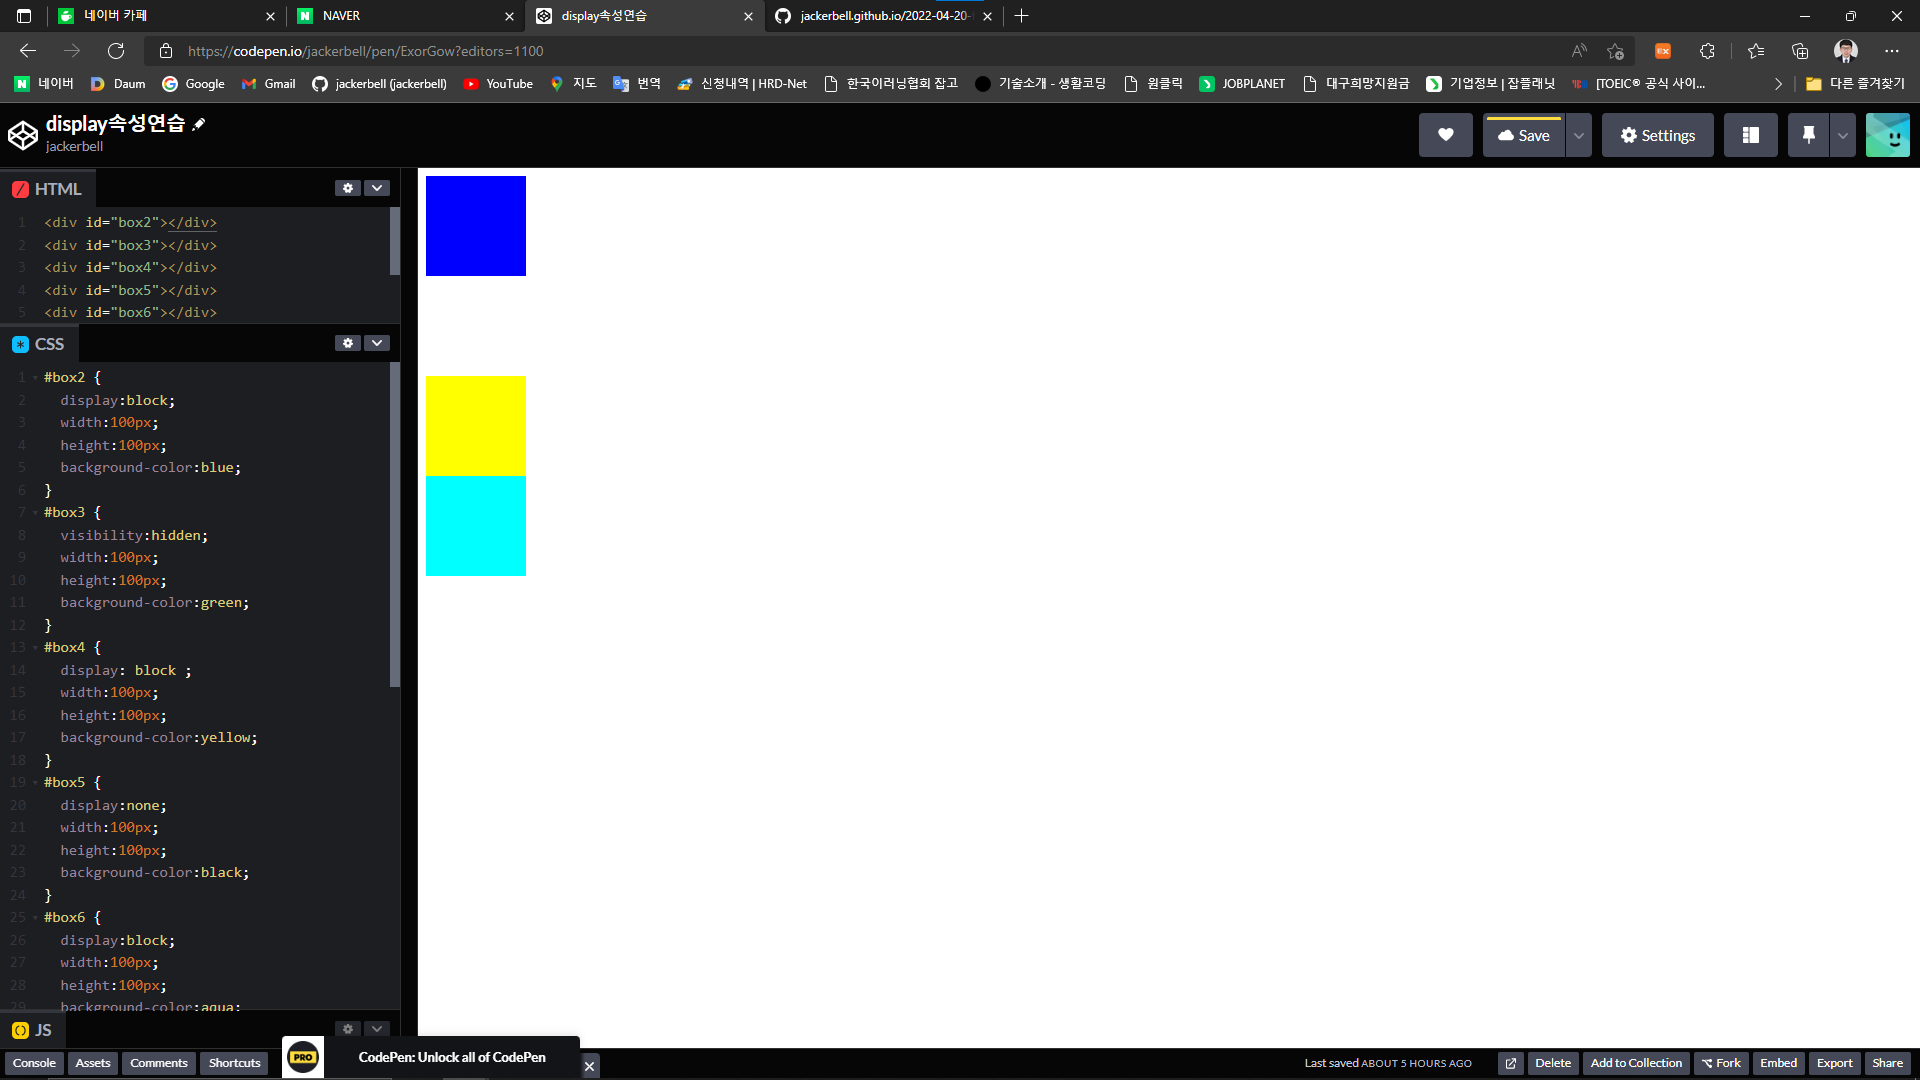 네이버 카페
NAVER
display속성연습
jackerbell.github.io/2022-04-20-
https://codepen.io/jackerbell/pen/ExorGow?editors=1100
네이버 Daum Google Gmail jackerbell (jackerbell) YouTube 지도 번역 신청내역 | HRD-Net 한국이러닝협회 잡고 기술소개 - 생활코딩 원클릭 JOBPLANET 대구희망지원금 기업정보 | 잡플래닛 [TOEIC® 공식 사이... 다른 즐겨찾기
display속성연습
jackerbell
Save
Settings
HTML
1 <div id="box2"></div>
2 <div id="box3"></div>
3 <div id="box4"></div>
4 <div id="box5"></div>
5 <div id="box6"></div>
CSS
1 #box2 {
2 display:block;
3 width:100px;
4 height:100px;
5 background-color:blue;
6 }
7 #box3 {
8 visibility:hidden;
9 width:100px;
10 height:100px;
11 background-color:green;
12 }
13 #box4 {
14 display: block ;
15 width:100px;
16 height:100px;
17 background-color:yellow;
18 }
19 #box5 {
20 display:none;
21 width:100px;
22 height:100px;
23 background-color:black;
24 }
25 #box6 {
26 display:block;
27 width:100px;
28 height:100px;
29 background-color:aqua;
JS
Console Assets Comments Shortcuts
PRO
CodePen: Unlock all of CodePen
Last saved ABOUT 5 HOURS AGO
Delete Add to Collection Fork Embed Export Share